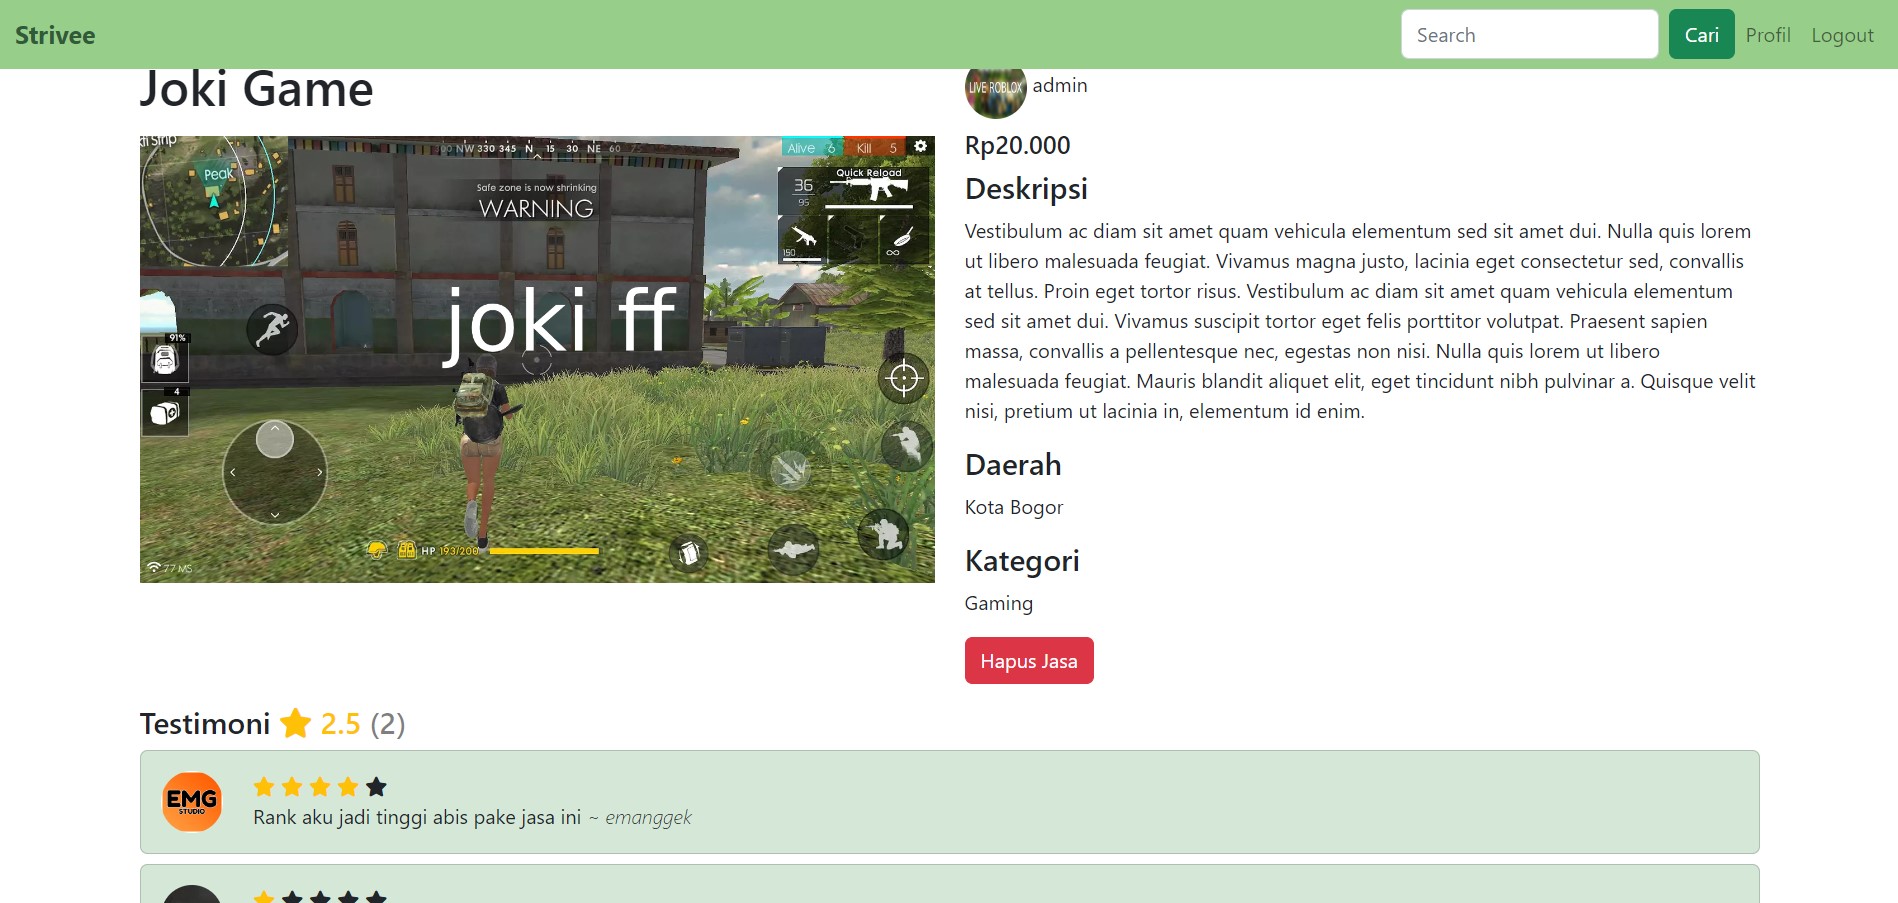 Strivee
Search
Cari
Profil
Logout
Joki Game
LIVE ROBLOX
admin
Peak
NW 330 345 N 15 30 NE 60
Alive 6 Kill 5
Safe zone is now shrinking
WARNING
Quick Reload
36
95
150
∞
91%
4
joki ff
HP 193/200
77 MS
Rp20.000
Deskripsi
Vestibulum ac diam sit amet quam vehicula elementum sed sit amet dui. Nulla quis lorem
ut libero malesuada feugiat. Vivamus magna justo, lacinia eget consectetur sed, convallis
at tellus. Proin eget tortor risus. Vestibulum ac diam sit amet quam vehicula elementum
sed sit amet dui. Vivamus suscipit tortor eget felis porttitor volutpat. Praesent sapien
massa, convallis a pellentesque nec, egestas non nisi. Nulla quis lorem ut libero
malesuada feugiat. Mauris blandit aliquet elit, eget tincidunt nibh pulvinar a. Quisque velit
nisi, pretium ut lacinia in, elementum id enim.
Daerah
Kota Bogor
Kategori
Gaming
Hapus Jasa
Testimoni 2.5 (2)
EMG
STUDIO
Rank aku jadi tinggi abis pake jasa ini ~ emanggek